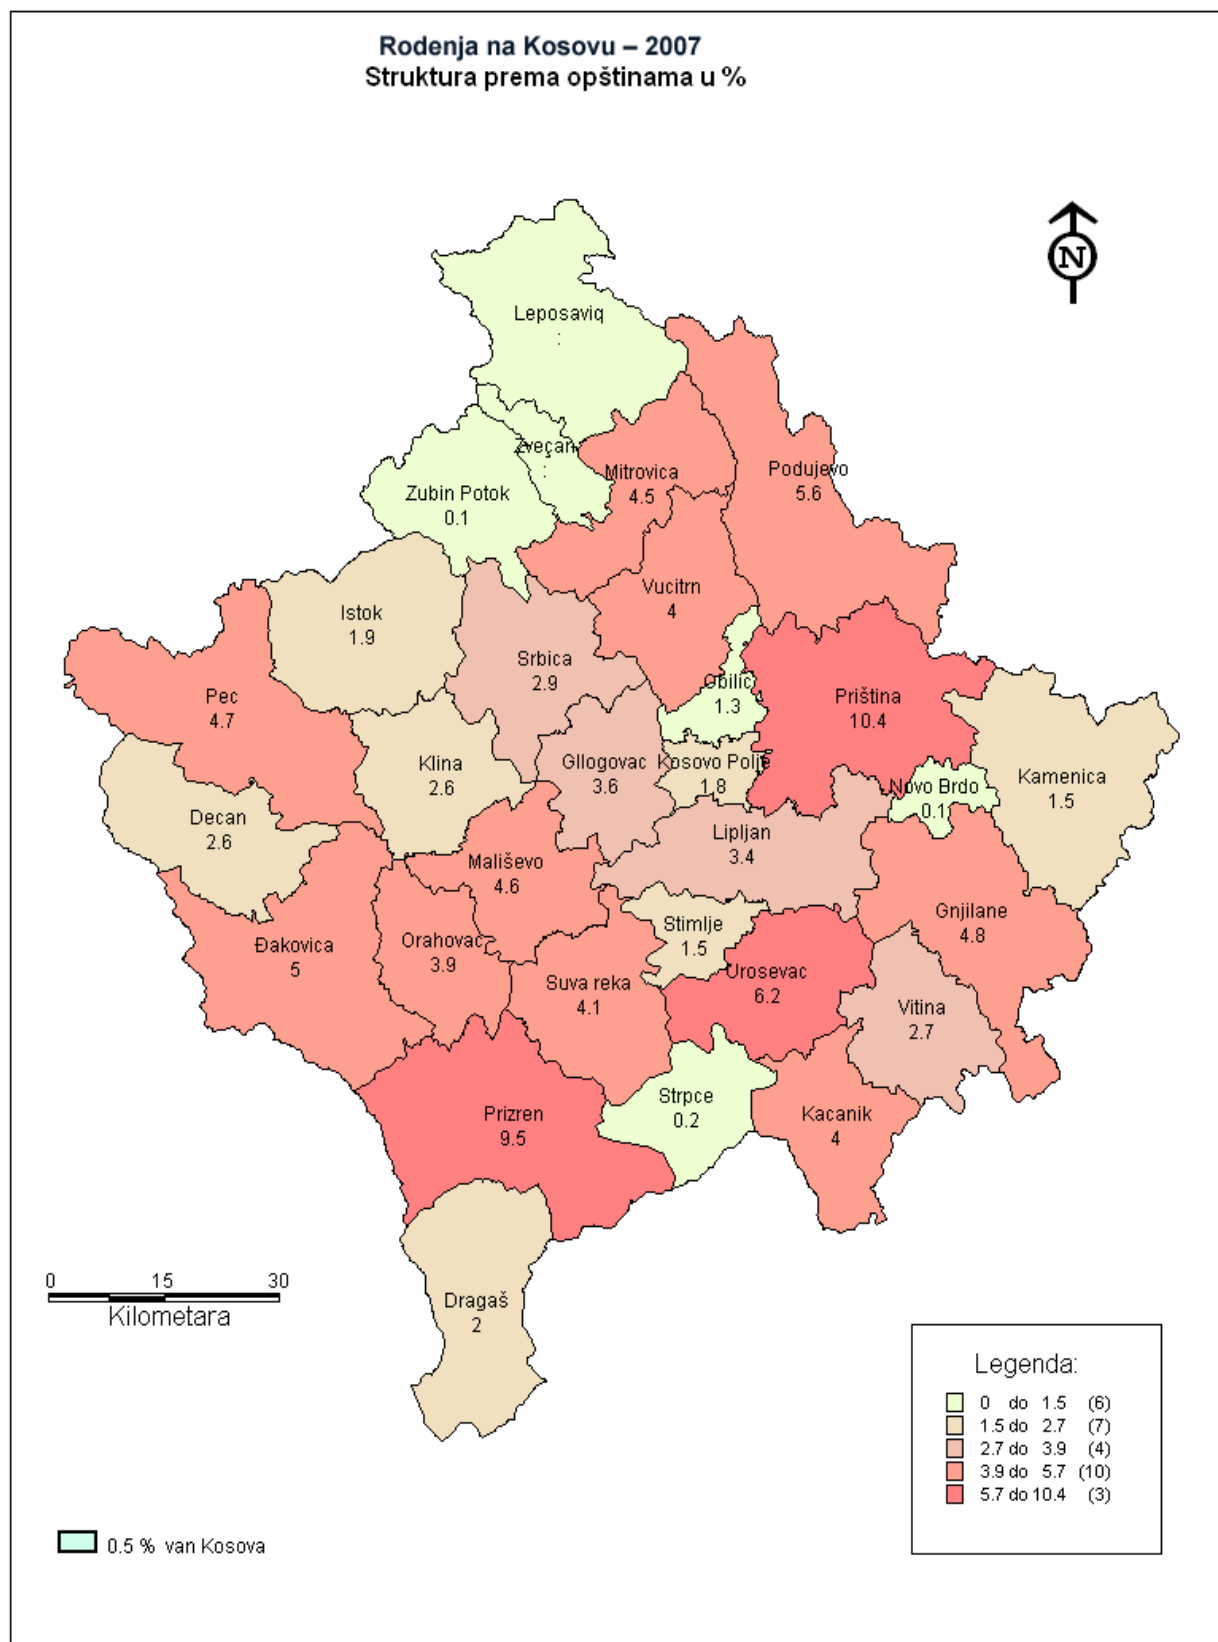 Rodenja na Kosovu – 2007
Struktura prema opštinama u %
N
Leposaviq
:
Zveçan
:
Mitrovica
4.5
Podujevo
5.6
Zubin Potok
0.1
Vucitrn
4
Istok
1.9
Srbica
2.9
Obilic
1.3
Priština
10.4
Pec
4.7
Klina
2.6
Gllogovac
3.6
Kosovo Polje
1.8
Novo Brdo
0.1
Kamenica
1.5
Decan
2.6
Lipljan
3.4
Mališevo
4.6
Gnjilane
4.8
Đakovica
5
Orahovac
3.9
Stimlje
1.5
Urosevac
6.2
Suva reka
4.1
Vitina
2.7
Strpce
0.2
Kacanik
4
Prizren
9.5
Dragaš
2
0 15 30
Kilometara
Legenda:
0 do 1.5 (6)
1.5 do 2.7 (7)
2.7 do 3.9 (4)
3.9 do 5.7 (10)
5.7 do 10.4 (3)
0.5 % van Kosova